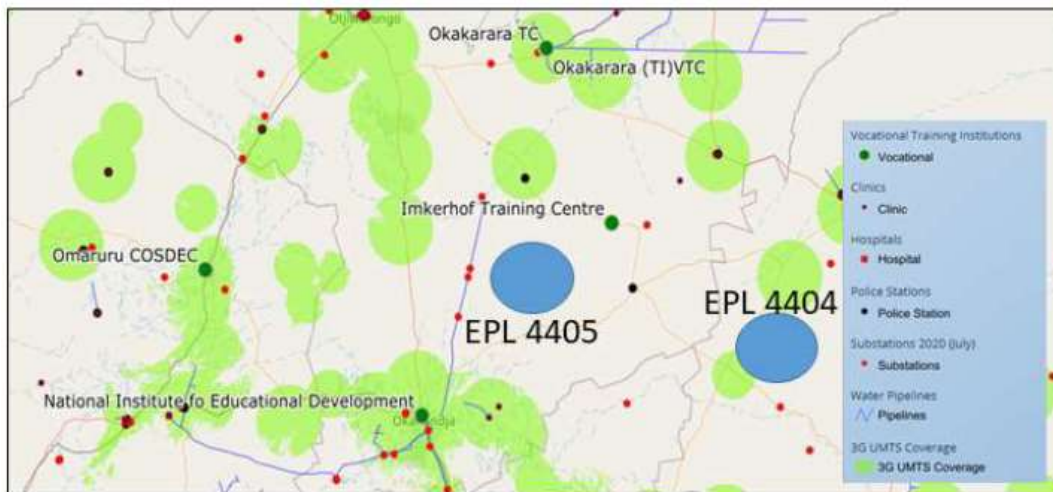 Okakarara TC
Okakarara (TI)VTC
Imkerhof Training Centre
Omaruru COSDEC
EPL 4405
EPL 4404
National Institute fo Educational Development
Vocational Training Institutions
Vocational
Clinics
Clinic
Hospitals
Hospital
Police Stations
Police Station
Substations 2020 (July)
Substations
Water Pipelines
Pipelines
3G UMTS Coverage
3G UMTS Coverage